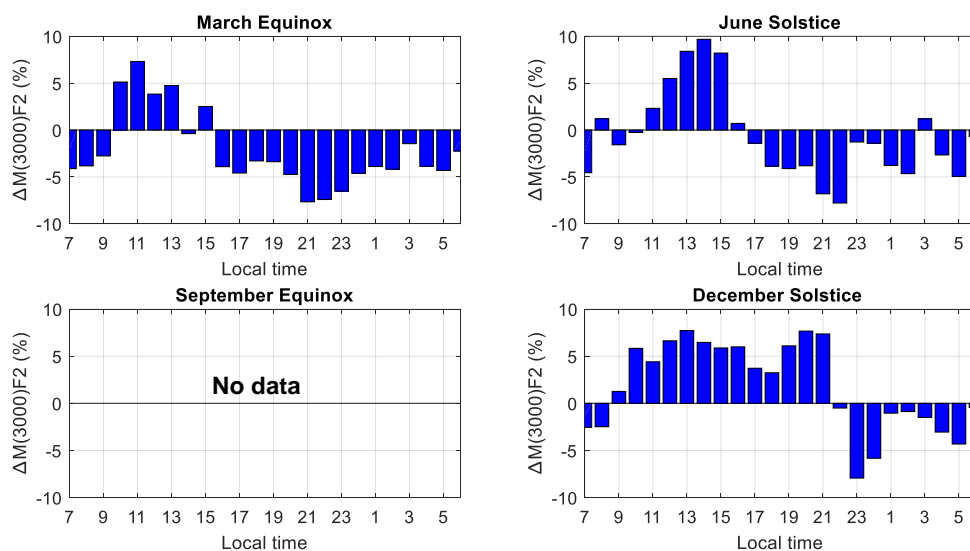 March Equinox
ΔM(3000)F2 (%)
10
5
0
-5
-10
7 9 11 13 15 17 19 21 23 1 3 5
Local time
June Solstice
ΔM(3000)F2 (%)
10
5
0
-5
-10
7 9 11 13 15 17 19 21 23 1 3 5
Local time
September Equinox
ΔM(3000)F2 (%)
10
5
0
-5
-10
No data
7 9 11 13 15 17 19 21 23 1 3 5
Local time
December Solstice
ΔM(3000)F2 (%)
10
5
0
-5
-10
7 9 11 13 15 17 19 21 23 1 3 5
Local time